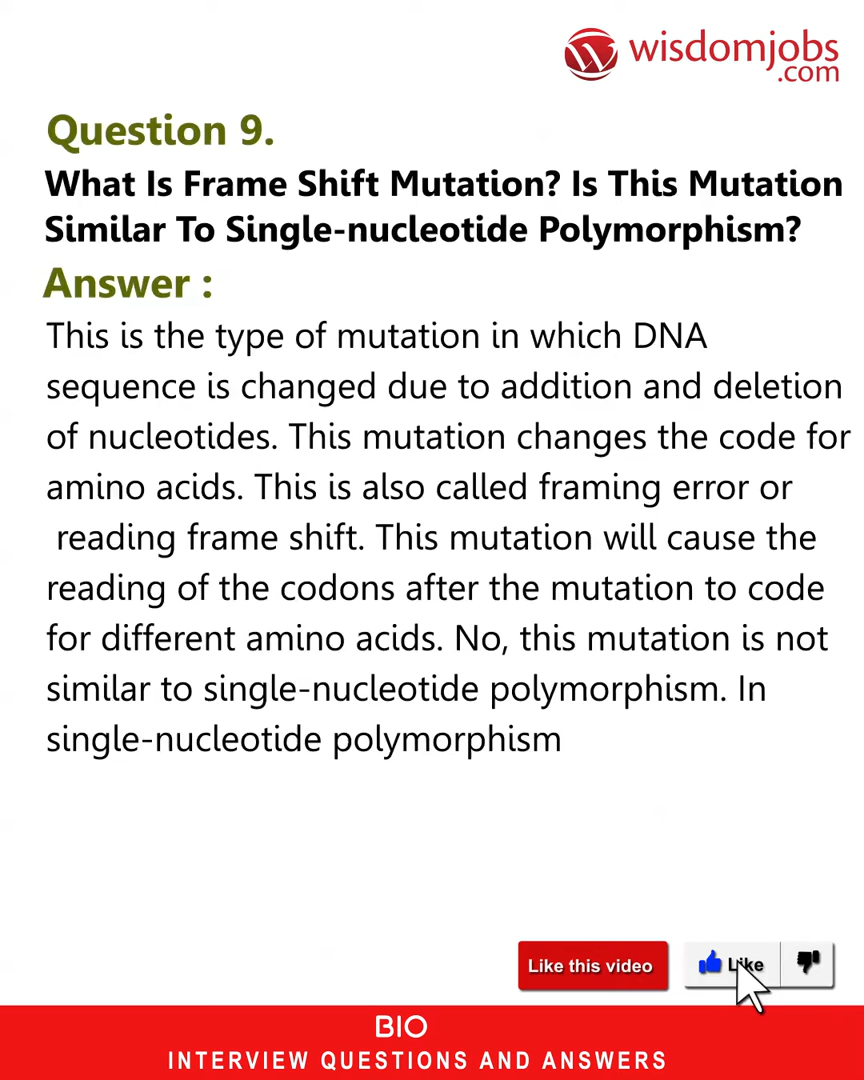 wisdomjobs
.com
Question 9.
What Is Frame Shift Mutation? Is This Mutation
Similar To Single-nucleotide Polymorphism?
Answer :
This is the type of mutation in which DNA
sequence is changed due to addition and deletion
of nucleotides. This mutation changes the code for
amino acids. This is also called framing error or
reading frame shift. This mutation will cause the
reading of the codons after the mutation to code
for different amino acids. No, this mutation is not
similar to single-nucleotide polymorphism. In
single-nucleotide polymorphism
Like this video
Like
BIO
INTERVIEW QUESTIONS AND ANSWERS